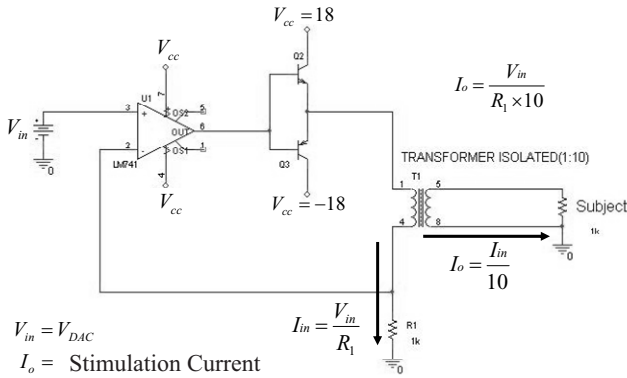 V_cc = 18
V_cc
Q2
I_o = V_in / (R_1 × 10)
U1
7
3
+
OS2
5
V_in
OUT
6
2
-
OS1
1
LM741
4
Q3
0
V_cc
V_cc = −18
TRANSFORMER ISOLATED(1:10)
T1
1
5
4
8
Subject
1k
0
I_o = I_in / 10
I_in = V_in / R_1
R1
1k
0
V_in = V_DAC
I_o = Stimulation Current